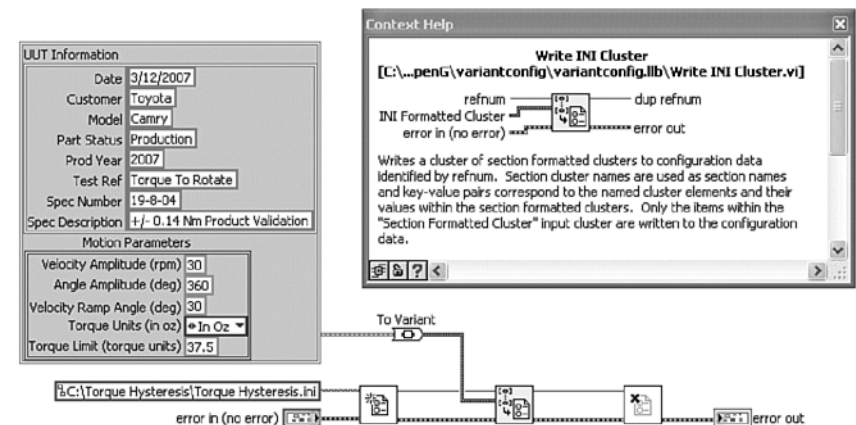 Context Help
Write INI Cluster
[C:\...penG\variantconfig\variantconfig.llb\Write INI Cluster.vi]
refnum
dup refnum
INI Formatted Cluster
error in (no error)
error out
Writes a cluster of section formatted clusters to configuration data
identified by refnum. Section cluster names are used as section names
and key-value pairs correspond to the named cluster elements and their
values within the section formatted clusters. Only the items within the
"Section Formatted Cluster" input cluster are written to the configuration
data.
UUT Information
Date 3/12/2007
Customer Toyota
Model Camry
Part Status Production
Prod Year 2007
Test Ref Torque To Rotate
Spec Number 19-8-04
Spec Description +/- 0.14 Nm Product Validation
Motion Parameters
Velocity Amplitude (rpm) 30
Angle Amplitude (deg) 360
Velocity Ramp Angle (deg) 30
Torque Units (in oz) In Oz
Torque Limit (torque units) 37.5
To Variant
C:\Torque Hysteresis\Torque Hysteresis.ini
error in (no error)
error out